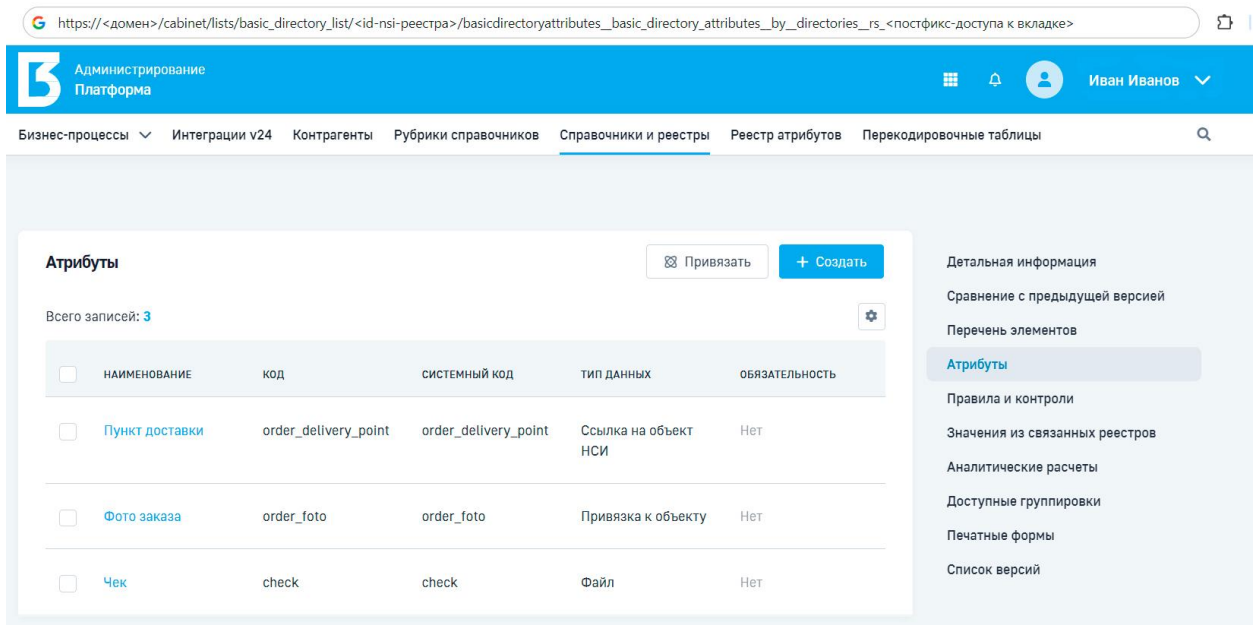 https://<домен>/cabinet/lists/basic_directory_list/<id-nsi-реестра>/basicdirectoryattributes__basic_directory_attributes__by__directories__rs_<постфикс-доступа к вкладке>
Администрирование
Платформа
Иван Иванов
Бизнес-процессы Интеграции v24 Контрагенты Рубрики справочников Справочники и реестры Реестр атрибутов Перекодировочные таблицы
Атрибуты
Привязать
+ Создать
Всего записей: 3
НАИМЕНОВАНИЕ КОД СИСТЕМНЫЙ КОД ТИП ДАННЫХ ОБЯЗАТЕЛЬНОСТЬ
Пункт доставки order_delivery_point order_delivery_point Ссылка на объект Нет
НСИ
Фото заказа order_foto order_foto Привязка к объекту Нет
Чек check check Файл Нет
Детальная информация
Сравнение с предыдущей версией
Перечень элементов
Атрибуты
Правила и контроли
Значения из связанных реестров
Аналитические расчеты
Доступные группировки
Печатные формы
Список версий